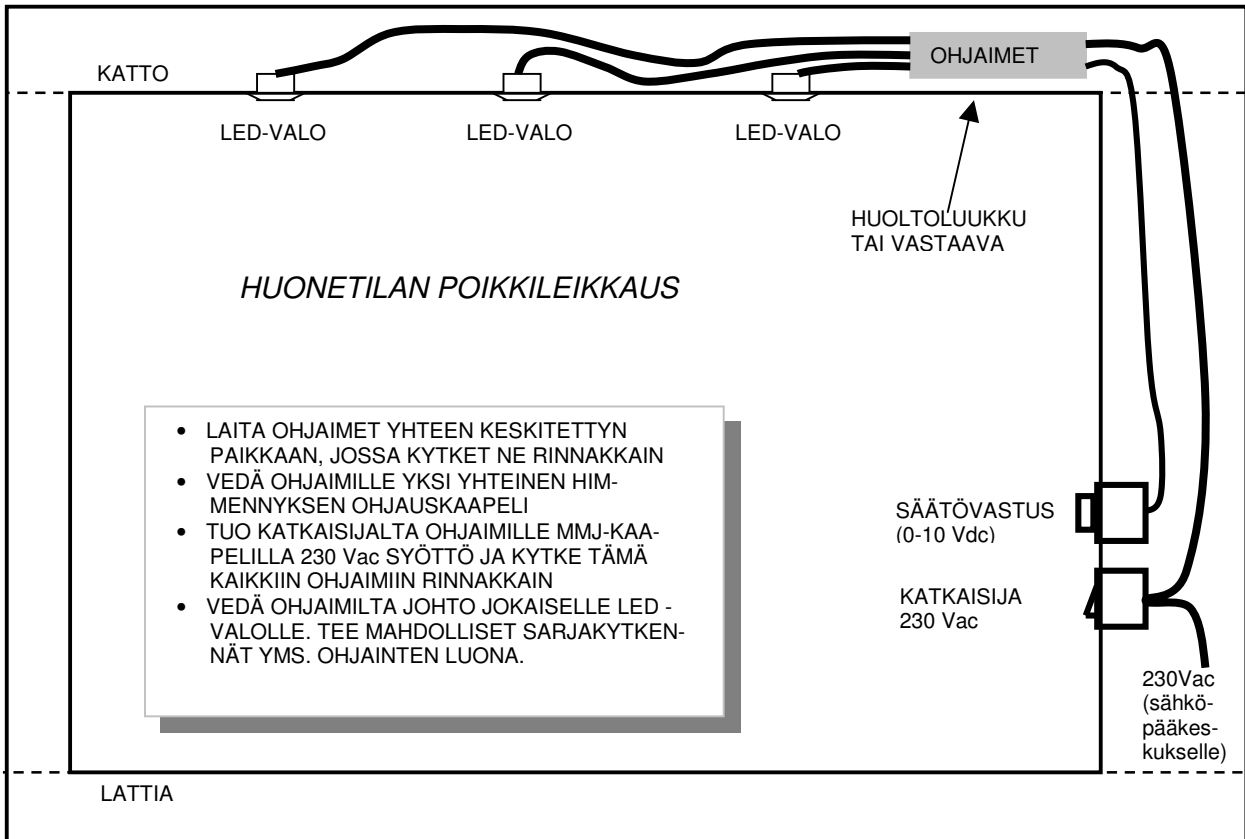 OHJAIMET
KATTO
LED-VALO
LED-VALO
LED-VALO
HUOLTOLUUKKU
TAI VASTAAVA
HUONETILAN POIKKILEIKKAUS
• LAITA OHJAIMET YHTEEN KESKITETTYN
PAIKKAAN, JOSSA KYTKET NE RINNAKKAIN
• VEDÄ OHJAIMILLE YKSI YHTEINEN HIM-
MENNYKSEN OHJAUSKAAPELI
• TUO KATKAISIJALTA OHJAIMILLE MMJ-KAA-
PELILLA 230 Vac SYÖTTÖ JA KYTKE TÄMÄ
KAIKKIIN OHJAIMIIN RINNAKKAIN
• VEDÄ OHJAIMILTA JOHTO JOKAISELLE LED -
VALOLLE. TEE MAHDOLLISET SARJAKYTKEN-
NÄT YMS. OHJAINTEN LUONA.
SÄÄTÖVASTUS
(0-10 Vdc)
KATKAISIJA
230 Vac
230Vac
(sähkö-
pääkes-
kukselle)
LATTIA